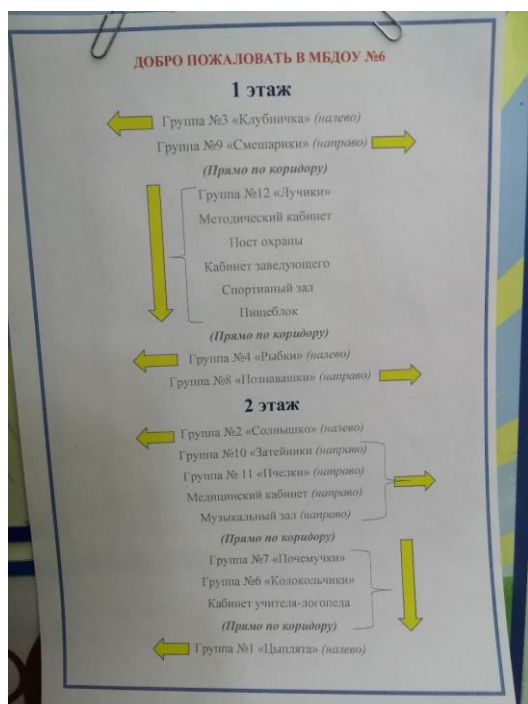 ДОБРО ПОЖАЛОВАТЬ В МБДОУ №6
1 этаж
Группа №3 «Клубничка» (налево)
Группа №9 «Смешарики» (направо)
(Прямо по коридору)
Группа №12 «Лучики»
Методический кабинет
Пост охраны
Кабинет заведующего
Спортивный зал
Пищеблок
(Прямо по коридору)
Группа №4 «Рыбки» (налево)
Группа №8 «Познавашки» (направо)
2 этаж
Группа №2 «Солнышко» (налево)
Группа №10 «Затейники (направо)
Группа № 11 «Пчелки» (направо)
Медицинский кабинет (направо)
Музыкальный зал (направо)
(Прямо по коридору)
Группа №7 «Почемучки»
Группа №6 «Колокольчики»
Кабинет учителя-логопеда
(Прямо по коридору)
Группа №1 «Цыплята» (налево)